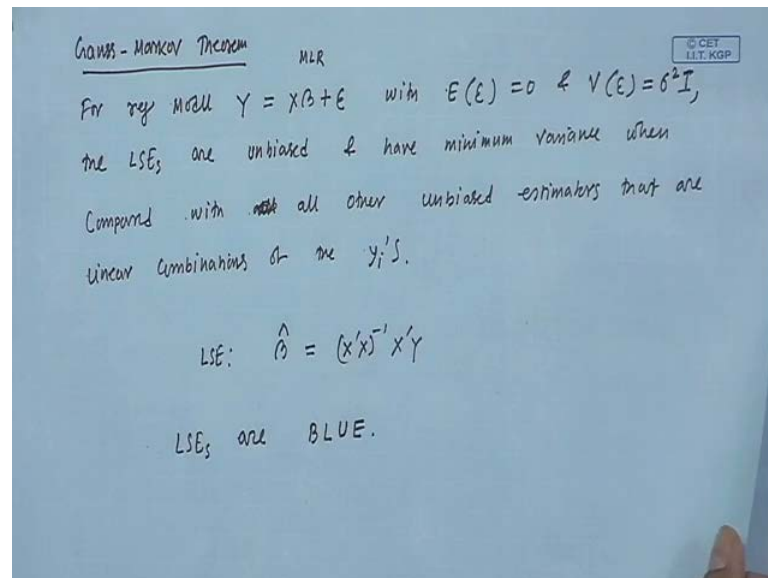 Gauss-Markov Theorem
© CET
I.I.T. KGP
MLR
For reg Model Y = Xβ+ε with E(ε) = 0 & V(ε) = σ²I,
the LSEs are unbiased & have minimum variance when
Compared with all other unbiased estimators that are
linear combinations of the yi's.
LSE: β̂ = (X'X)⁻¹X'Y
LSEs are BLUE.